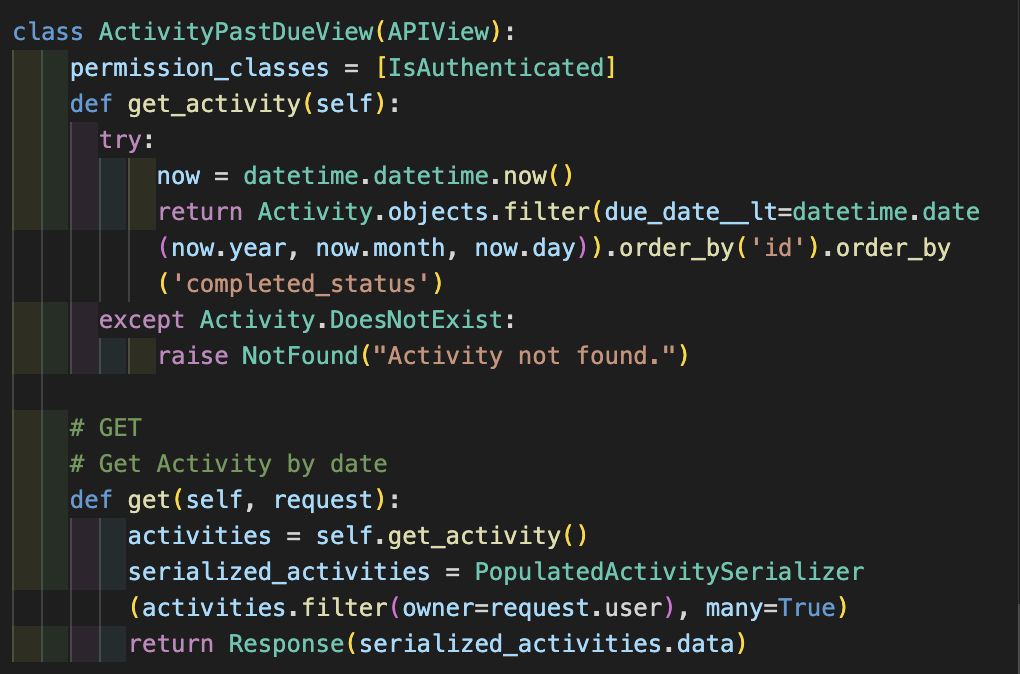 class ActivityPastDueView(APIView):
    permission_classes = [IsAuthenticated]
    def get_activity(self):
      try:
          now = datetime.datetime.now()
          return Activity.objects.filter(due_date__lt=datetime.date
          (now.year, now.month, now.day)).order_by('id').order_by
          ('completed_status')
      except Activity.DoesNotExist:
          raise NotFound("Activity not found.")

    # GET
    # Get Activity by date
    def get(self, request):
        activities = self.get_activity()
        serialized_activities = PopulatedActivitySerializer
        (activities.filter(owner=request.user), many=True)
        return Response(serialized_activities.data)